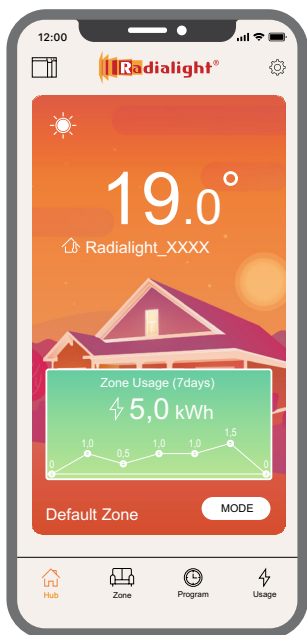 12:00
Radialight®
19.0°
Radialight_XXXX
Zone Usage (7days)
5,0 kWh
0 1,0 0,5 1,0 1,0 1,5 0
Default Zone MODE
Hub Zone Program Usage